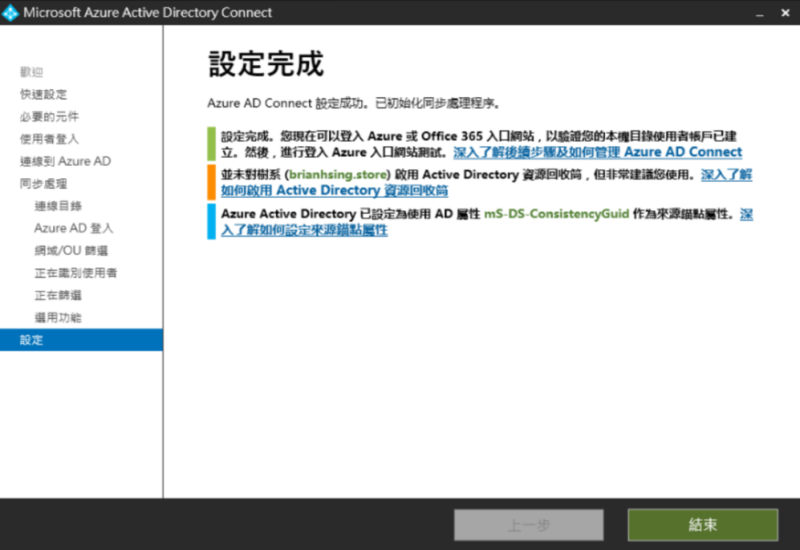 Microsoft Azure Active Directory Connect
歡迎
快速設定
必要的元件
使用者登入
連線到 Azure AD
同步處理
連線目錄
Azure AD 登入
網域/OU 篩選
正在識別使用者
正在篩選
選用功能
設定
設定完成
Azure AD Connect 設定成功。已初始化同步處理程序。
設定完成。您現在可以登入 Azure 或 Office 365 入口網站，以驗證您的本機目錄使用者帳戶已建
立。然後，進行登入 Azure 入口網站測試。深入了解後續步驟及如何管理 Azure AD Connect
並未對樹系 (brianhsing.store) 啟用 Active Directory 資源回收筒，但非常建議您使用。深入了解
如何啟用 Active Directory 資源回收筒
Azure Active Directory 已設定為使用 AD 屬性 mS-DS-ConsistencyGuid 作為來源錨點屬性。深
入了解如何設定來源錨點屬性
上一步
結束